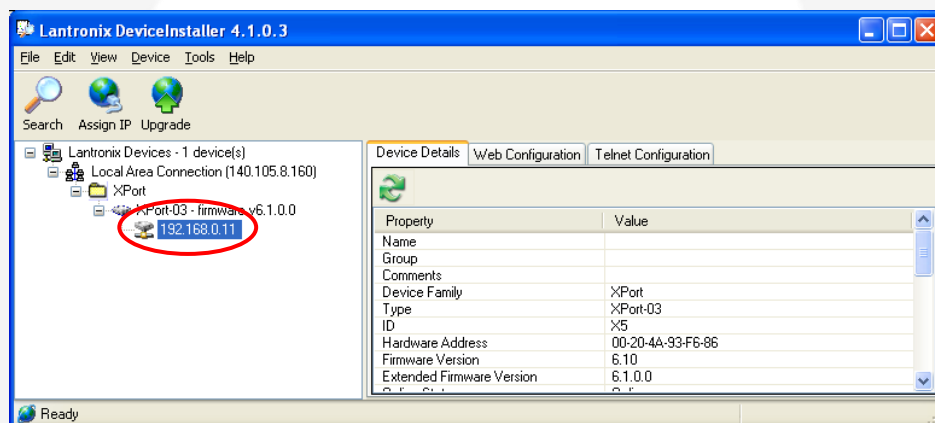 Lantronix DeviceInstaller 4.1.0.3
File Edit View Device Tools Help
Search Assign IP Upgrade
Lantronix Devices - 1 device(s)
Local Area Connection (140.105.8.160)
XPort
XPort-03 - firmware v6.1.0.0
192.168.0.11
Device Details Web Configuration Telnet Configuration
Property Value
Name
Group
Comments
Device Family XPort
Type XPort-03
ID X5
Hardware Address 00-20-4A-93-F6-86
Firmware Version 6.10
Extended Firmware Version 6.1.0.0
Ready